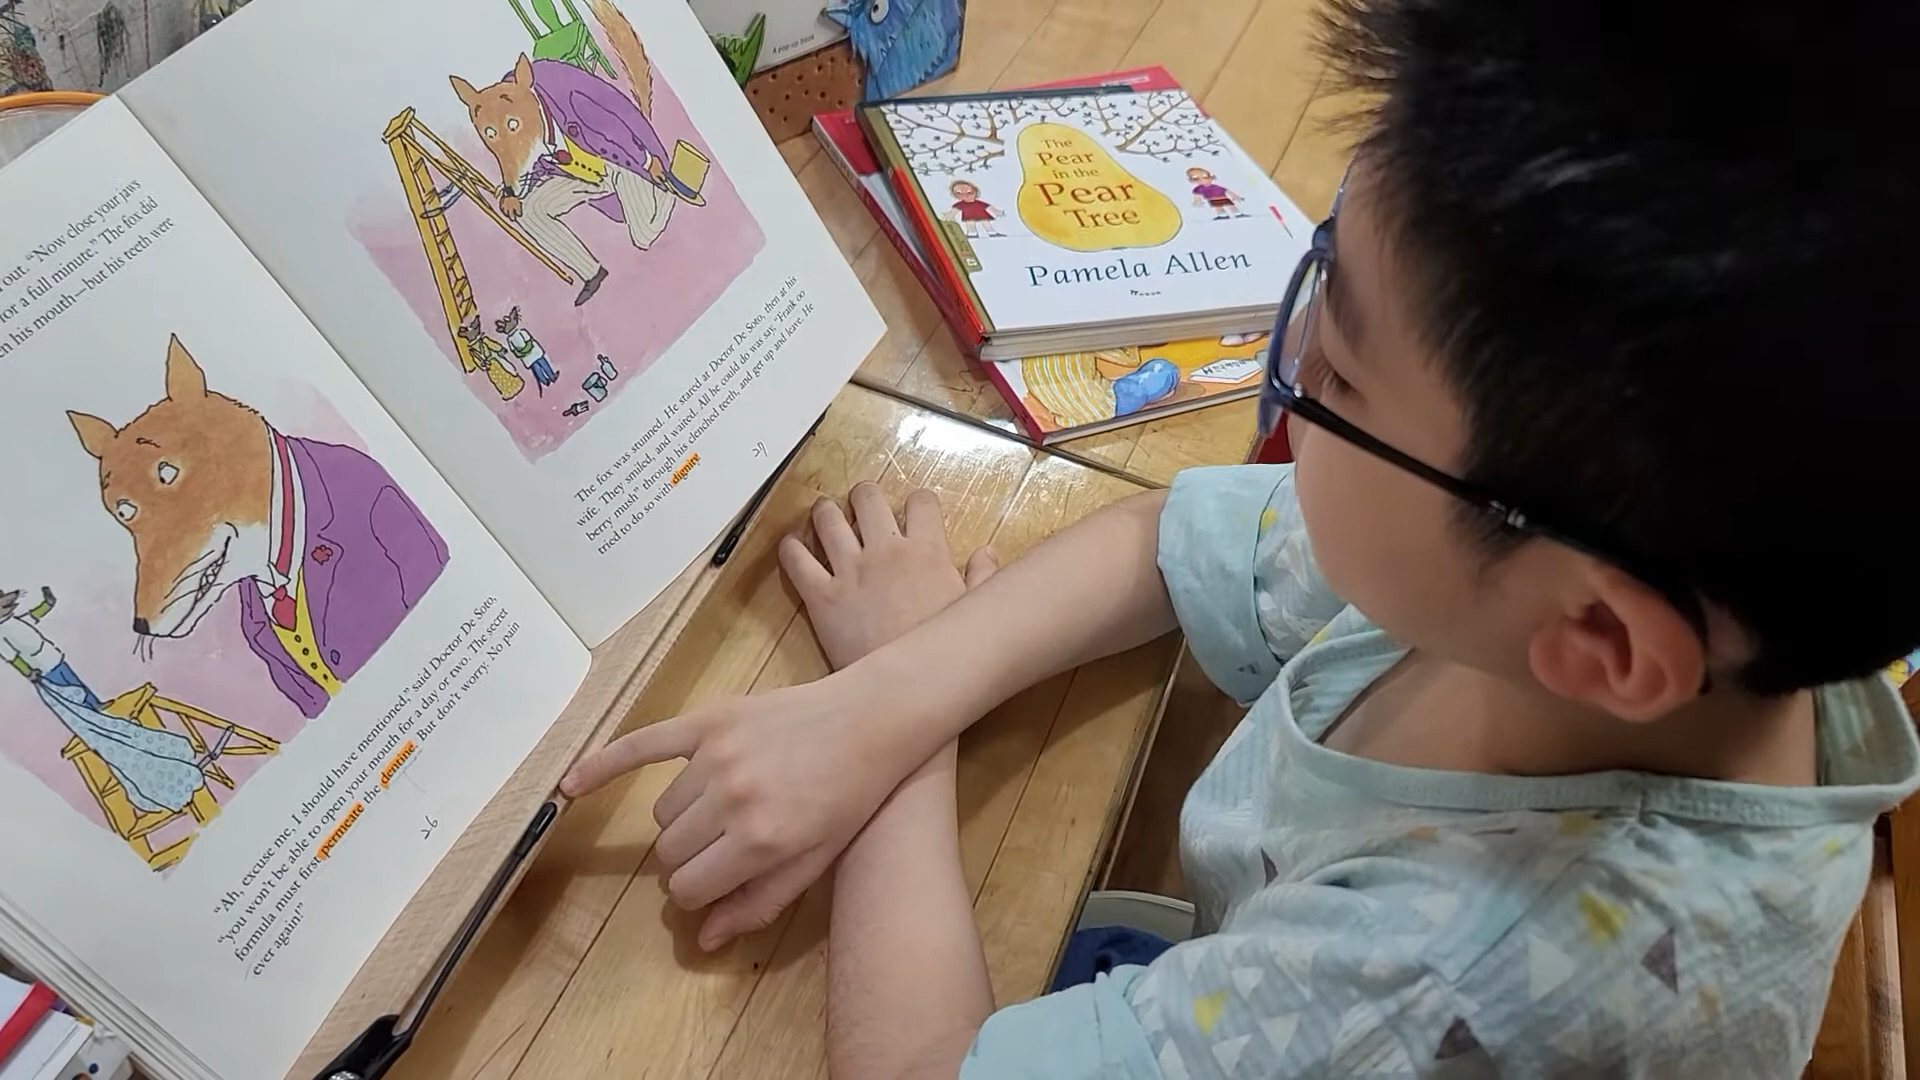 out. "Now close your jaws
for a full minute." The fox did
his mouth—but his teeth were
"Ah, excuse me, I should have mentioned," said Doctor De Soto,
"you won't be able to open your mouth for a day or two. The secret
formula must first permeate the dentine. But don't worry. No pain
ever again!"
26
The fox was stunned. He stared at Doctor De Soto, then at his
wife. They smiled, and waited. All he could do was say, "Frank oo
berry mush" through his clenched teeth, and get up and leave. He
tried to do so with dignity.
27
A pop-up book
The
Pear
in the
Pear
Tree
Pamela Allen